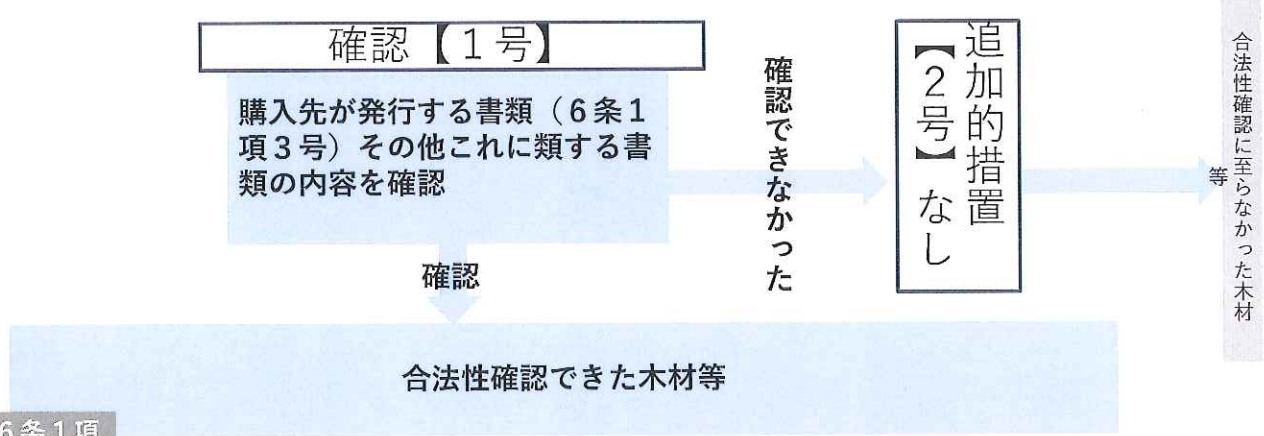 確認【1号】
購入先が発行する書類（6条1
項3号）その他これに類する書
類の内容を確認
確認できなかった
追加的措置
【2号】なし
合法性確認に至らなかった木材
等
確認
合法性確認できた木材等
6条1項